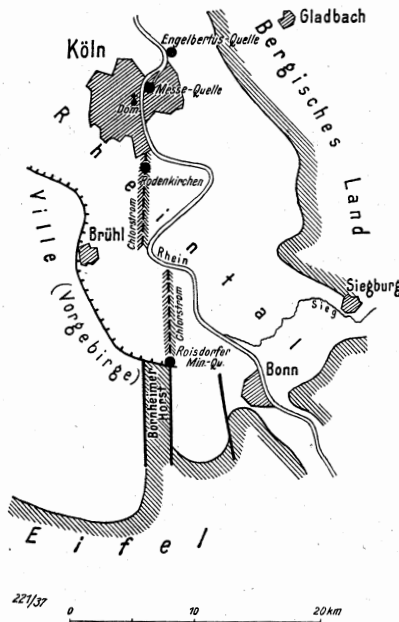 Gladbach
Engelbertus-Quelle
Köln
Messe-Quelle
Dom
Bergisches
Land
Rheintal
Rodenkirchen
Chlorstrom
Ville
(Vorgebirge)
Brühl
Rhein
Chlorstrom
Siegburg
Sieg
Roisdorfer
Min.-Qu.
Bonn
Bornheimer
Horst
Eifel
221/37
0 10 20 km